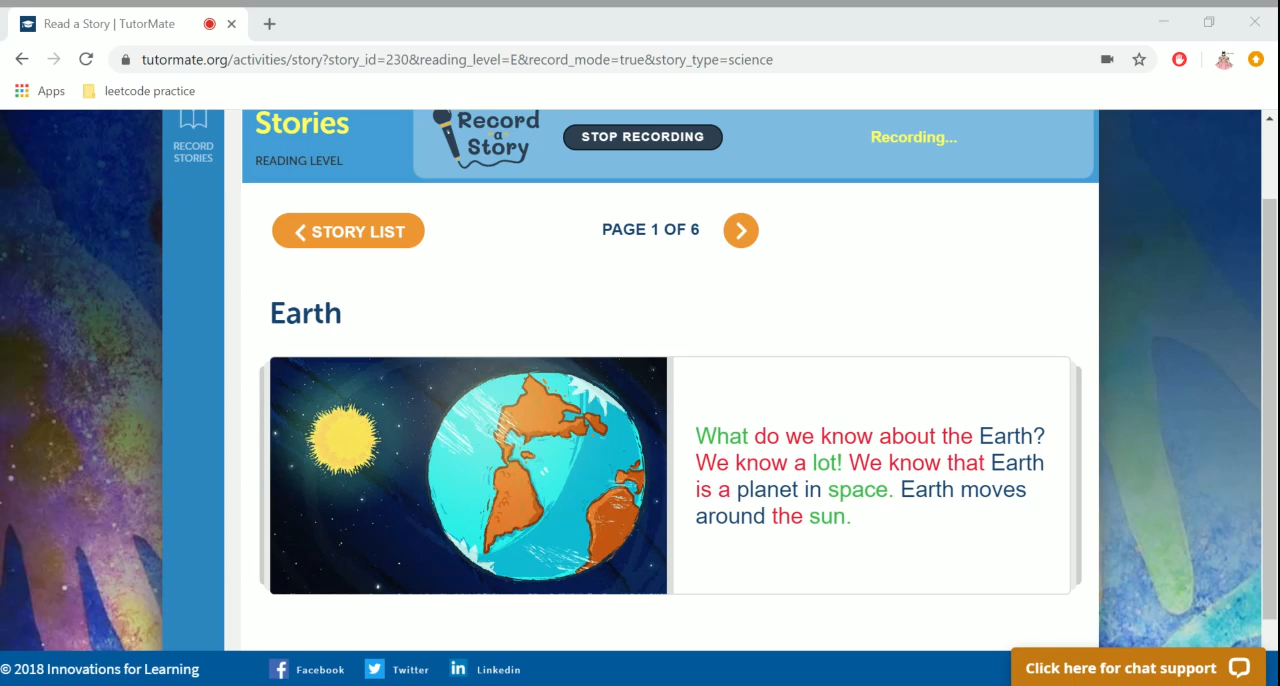 Read a Story | TutorMate
tutormate.org/activities/story?story_id=230&reading_level=E&record_mode=true&story_type=science
Apps
leetcode practice
RECORD
STORIES
Stories
READING LEVEL
Record
a
Story
STOP RECORDING
Recording...
STORY LIST
PAGE 1 OF 6
Earth
What do we know about the Earth?
We know a lot! We know that Earth
is a planet in space. Earth moves
around the sun.
© 2018 Innovations for Learning
Facebook
Twitter
Linkedin
Click here for chat support